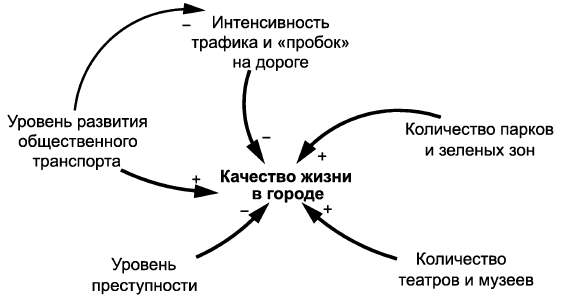 –
Интенсивность
трафика и «пробок»
на дороге
Уровень развития
общественного
транспорта
Количество парков
и зеленых зон
–
+
+
Качество жизни
в городе
–
+
Уровень
преступности
Количество
театров и музеев